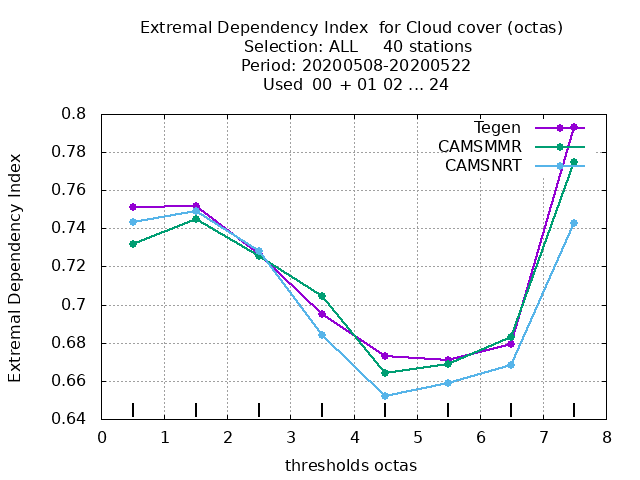 Extremal Dependency Index  for Cloud cover (octas)
Selection: ALL     40 stations
Period: 20200508-20200522
Used  00 + 01 02 ... 24
Extremal Dependency Index
0.8
0.78
0.76
0.74
0.72
0.7
0.68
0.66
0.64
Tegen
CAMSMMR
CAMSNRT
0 1 2 3 4 5 6 7 8
thresholds octas